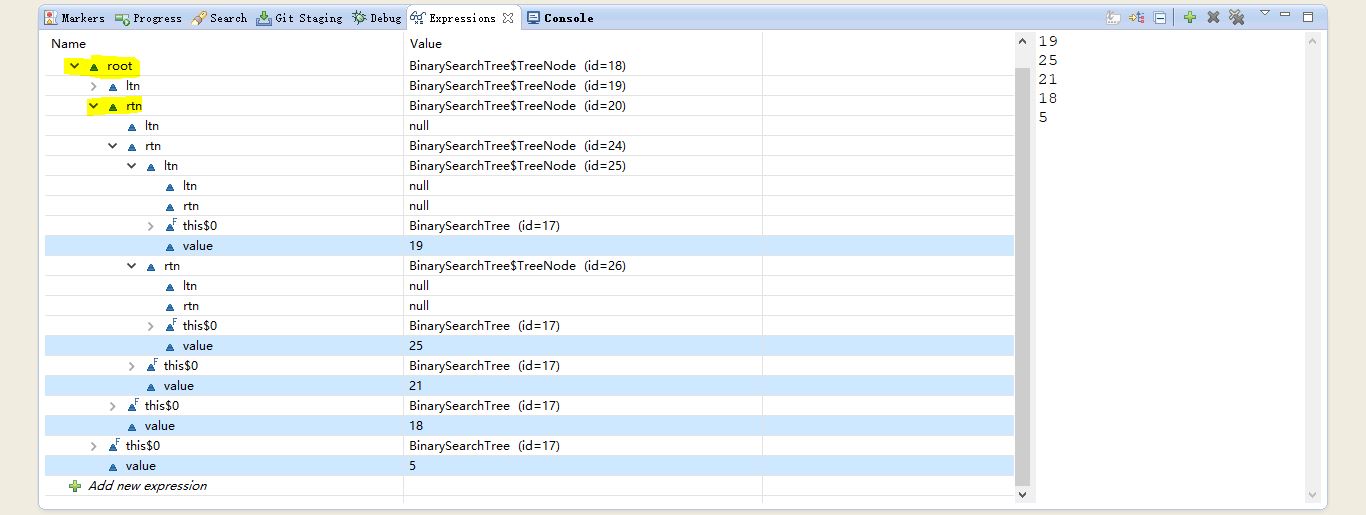 Markers Progress Search Git Staging Debug Expressions Console
Name Value
root BinarySearchTree$TreeNode (id=18)
ltn BinarySearchTree$TreeNode (id=19)
rtn BinarySearchTree$TreeNode (id=20)
ltn null
rtn BinarySearchTree$TreeNode (id=24)
ltn BinarySearchTree$TreeNode (id=25)
ltn null
rtn null
F this$0 BinarySearchTree (id=17)
value 19
rtn BinarySearchTree$TreeNode (id=26)
ltn null
rtn null
F this$0 BinarySearchTree (id=17)
value 25
F this$0 BinarySearchTree (id=17)
value 21
F this$0 BinarySearchTree (id=17)
value 18
F this$0 BinarySearchTree (id=17)
value 5
Add new expression
19
25
21
18
5